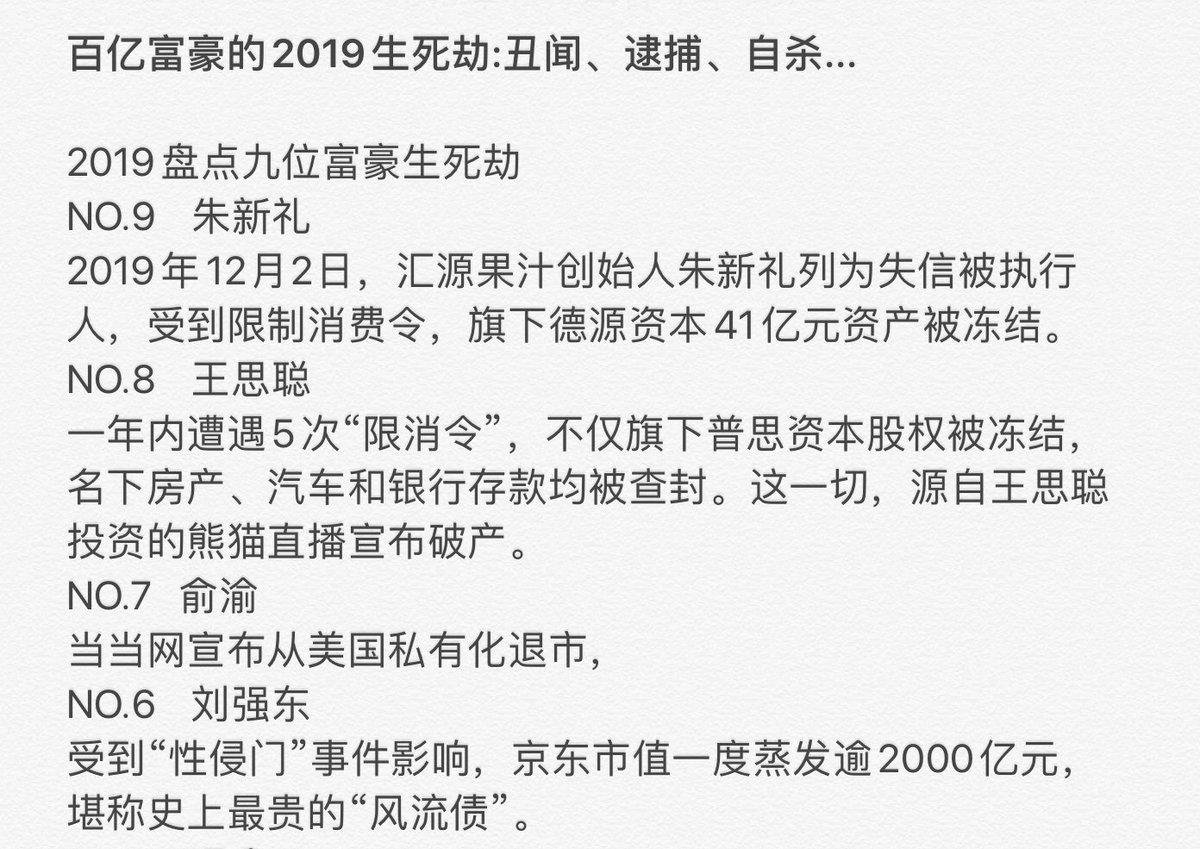 百亿富豪的2019生死劫:丑闻、逮捕、自杀...
2019盘点九位富豪生死劫
NO.9 朱新礼
2019年12月2日，汇源果汁创始人朱新礼列为失信被执行
人，受到限制消费令，旗下德源资本41亿元资产被冻结。
NO.8 王思聪
一年内遭遇5次“限消令”，不仅旗下普思资本股权被冻结，
名下房产、汽车和银行存款均被查封。这一切，源自王思聪
投资的熊猫直播宣布破产。
NO.7 俞渝
当当网宣布从美国私有化退市，
NO.6 刘强东
受到“性侵门”事件影响，京东市值一度蒸发逾2000亿元，
堪称史上最贵的“风流债”。